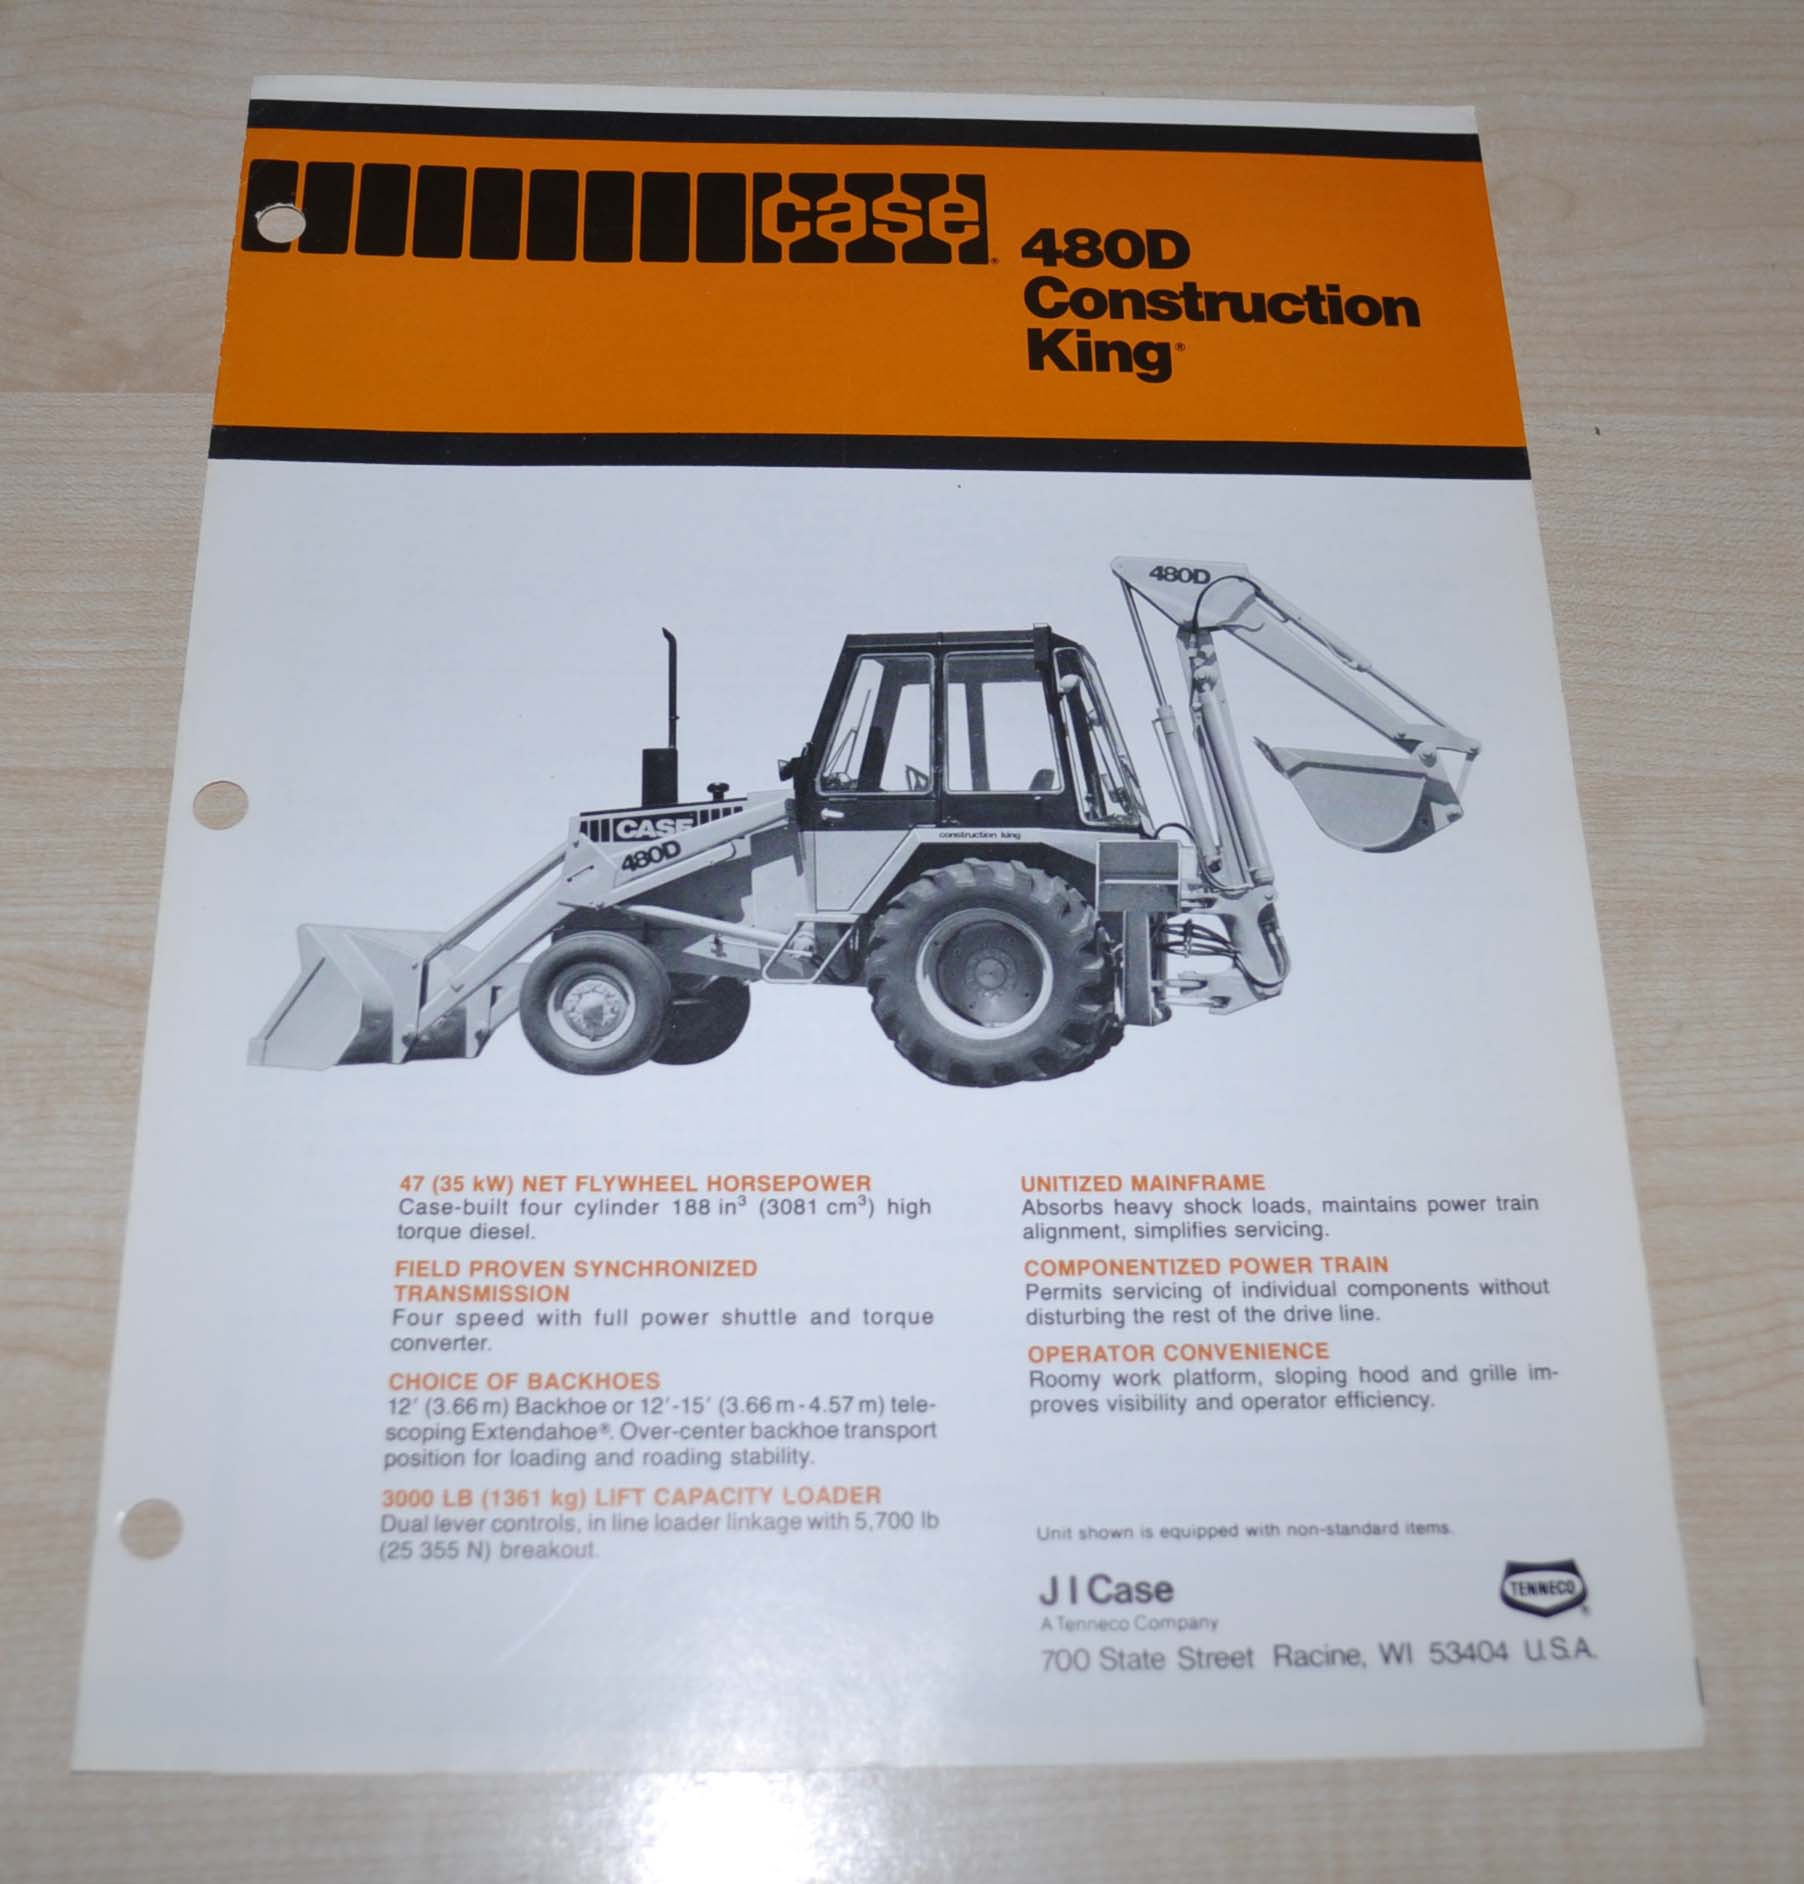 case®
480D
Construction
King®
480D
CASE
480D
construction king
47 (35 kW) NET FLYWHEEL HORSEPOWER
Case-built four cylinder 188 in³ (3081 cm³) high
torque diesel.
FIELD PROVEN SYNCHRONIZED
TRANSMISSION
Four speed with full power shuttle and torque
converter.
CHOICE OF BACKHOES
12′ (3.66 m) Backhoe or 12′-15′ (3.66 m - 4.57 m) tele-
scoping Extendahoe®. Over-center backhoe transport
position for loading and roading stability.
3000 LB (1361 kg) LIFT CAPACITY LOADER
Dual lever controls, in line loader linkage with 5,700 lb
(25 355 N) breakout.
UNITIZED MAINFRAME
Absorbs heavy shock loads, maintains power train
alignment, simplifies servicing.
COMPONENTIZED POWER TRAIN
Permits servicing of individual components without
disturbing the rest of the drive line.
OPERATOR CONVENIENCE
Roomy work platform, sloping hood and grille im-
proves visibility and operator efficiency.
Unit shown is equipped with non-standard items.
J I Case
A Tenneco Company
700 State Street Racine, WI 53404 U.S.A.
TENNECO®